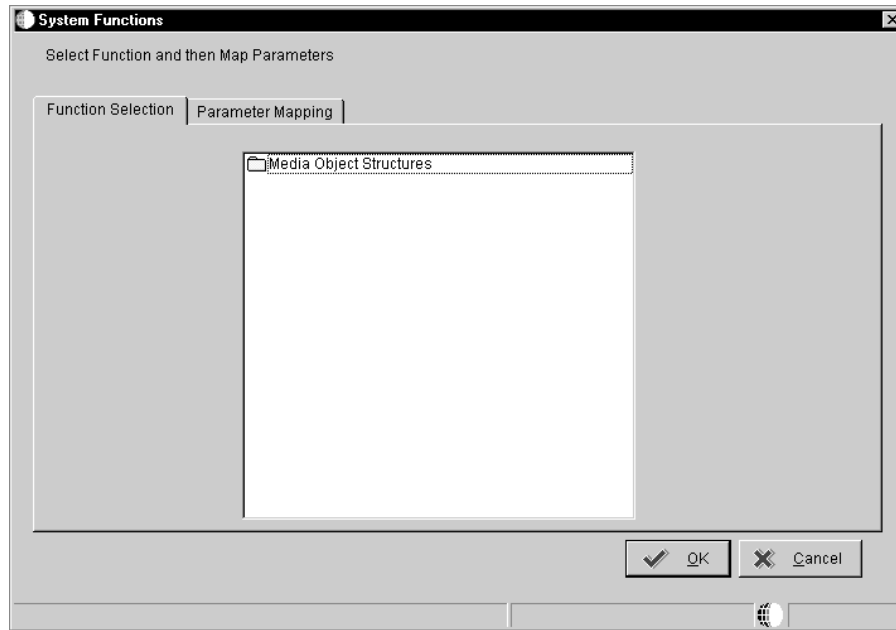 System Functions
Select Function and then Map Parameters
Function Selection
Parameter Mapping
Media Object Structures
OK
Cancel